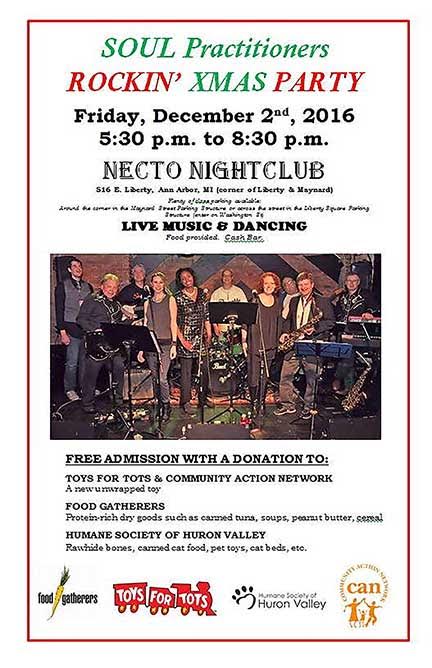 SOUL Practitioners
ROCKIN' XMAS PARTY
Friday, December 2nd, 2016
5:30 p.m. to 8:30 p.m.
NECTO NIGHTCLUB
516 E. Liberty, Ann Arbor, MI (corner of Liberty & Maynard)
Plenty of close parking available:
Around the corner in the Maynard Street Parking Structure or across the street in the Liberty Square Parking
Structure (enter on Washington St)
LIVE MUSIC & DANCING
Food provided. Cash Bar.
FREE ADMISSION WITH A DONATION TO:
TOYS FOR TOTS & COMMUNITY ACTION NETWORK
A new unwrapped toy
FOOD GATHERERS
Protein-rich dry goods such as canned tuna, soups, peanut butter, cereal
HUMANE SOCIETY OF HURON VALLEY
Rawhide bones, canned cat food, pet toys, cat beds, etc.
food gatherers
TOYS FOR TOTS
Humane Society of
Huron Valley
COMMUNITY ACTION NETWORK
can